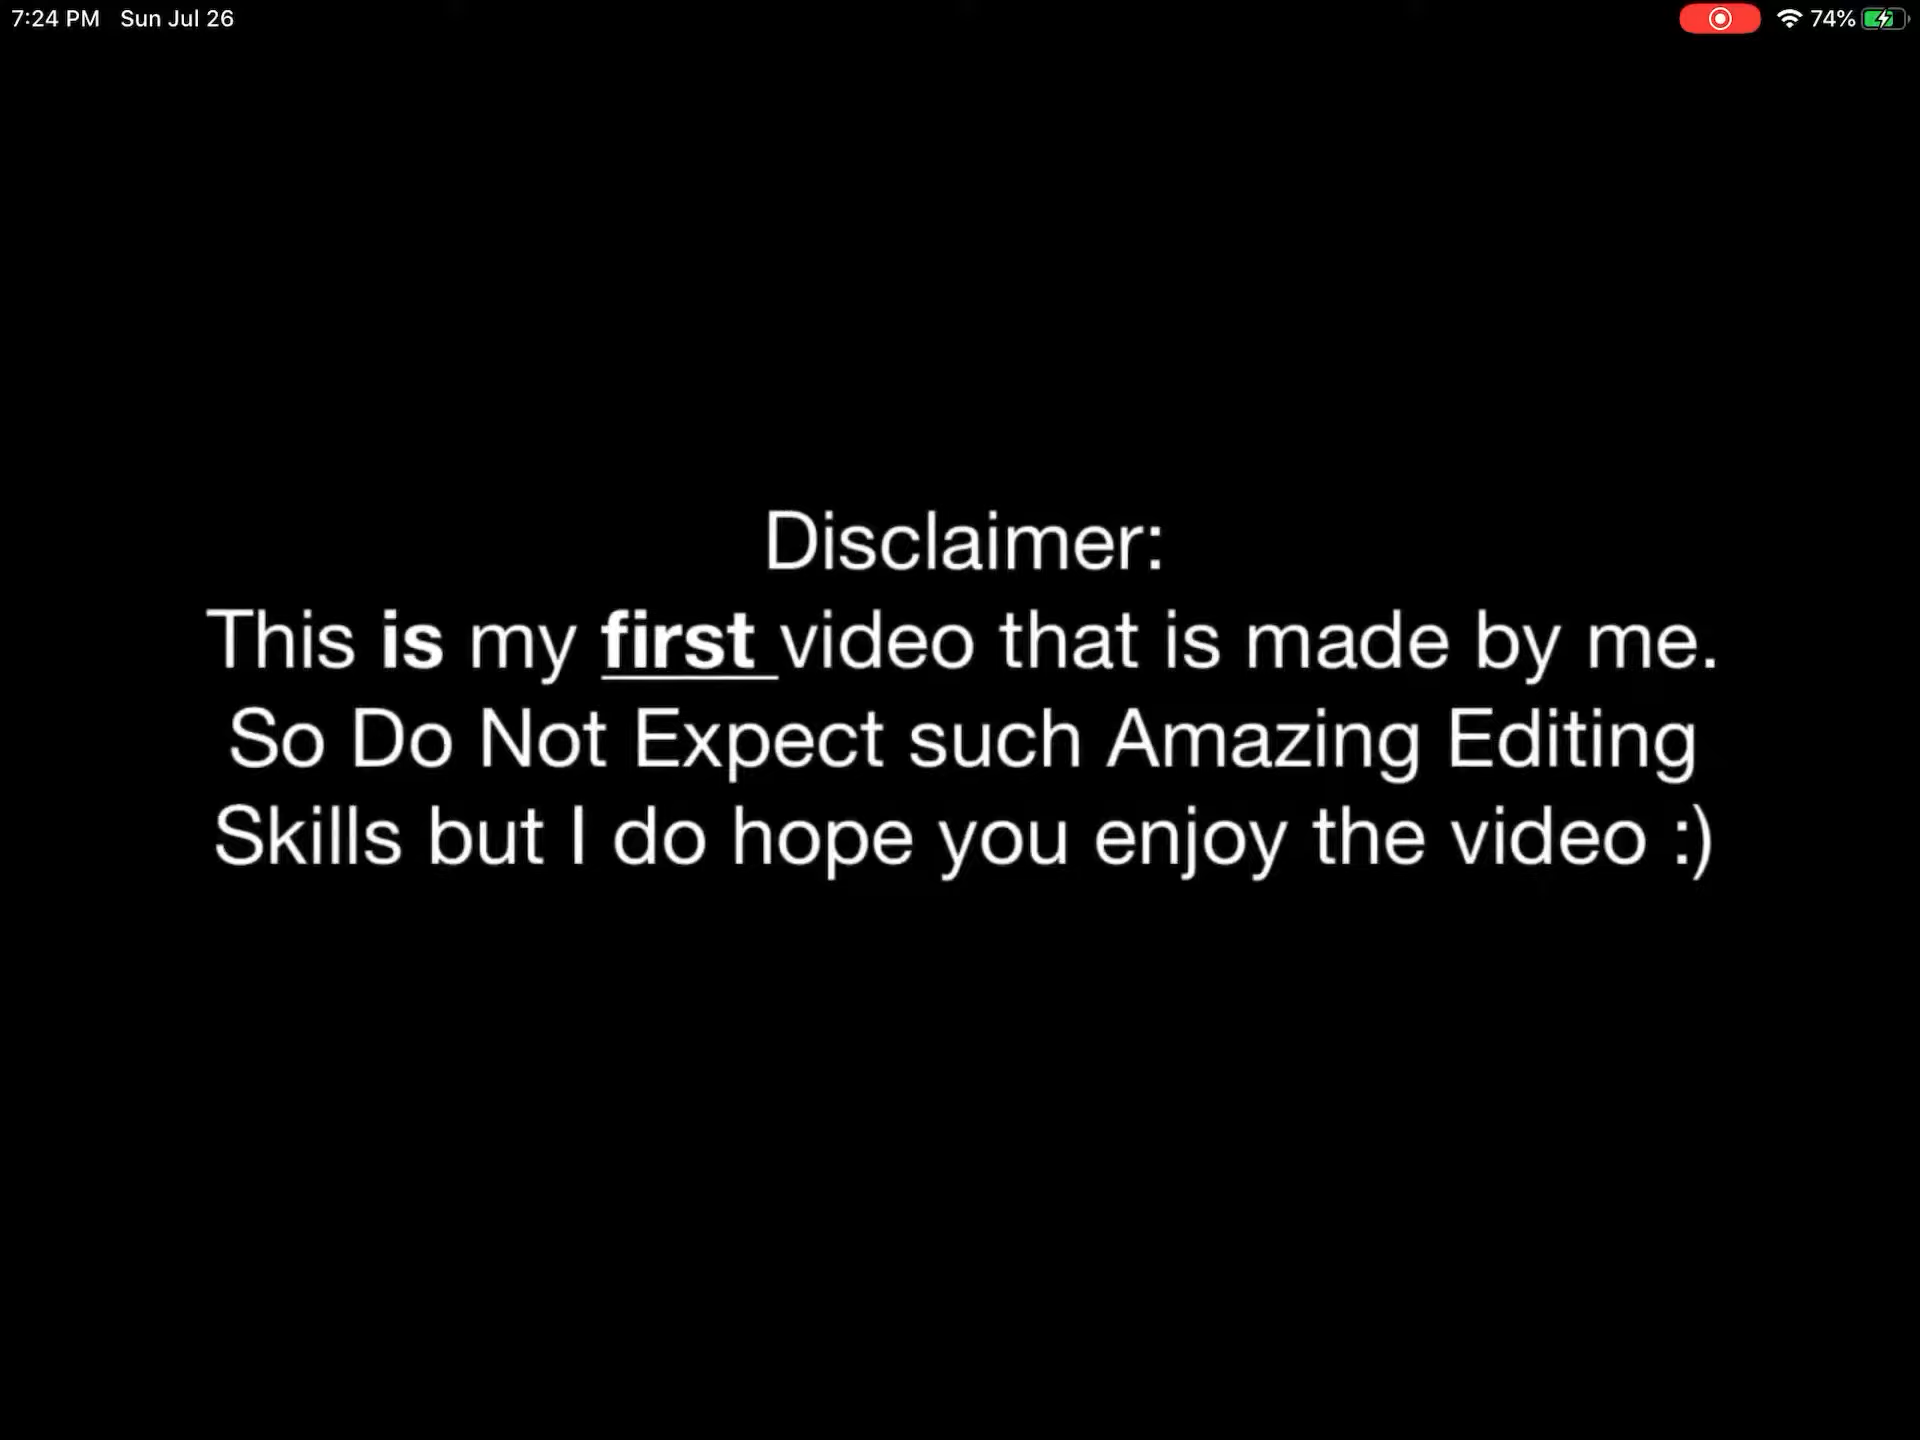 7:24 PM Sun Jul 26 74%
Disclaimer:
This is my first video that is made by me.
So Do Not Expect such Amazing Editing
Skills but I do hope you enjoy the video :)